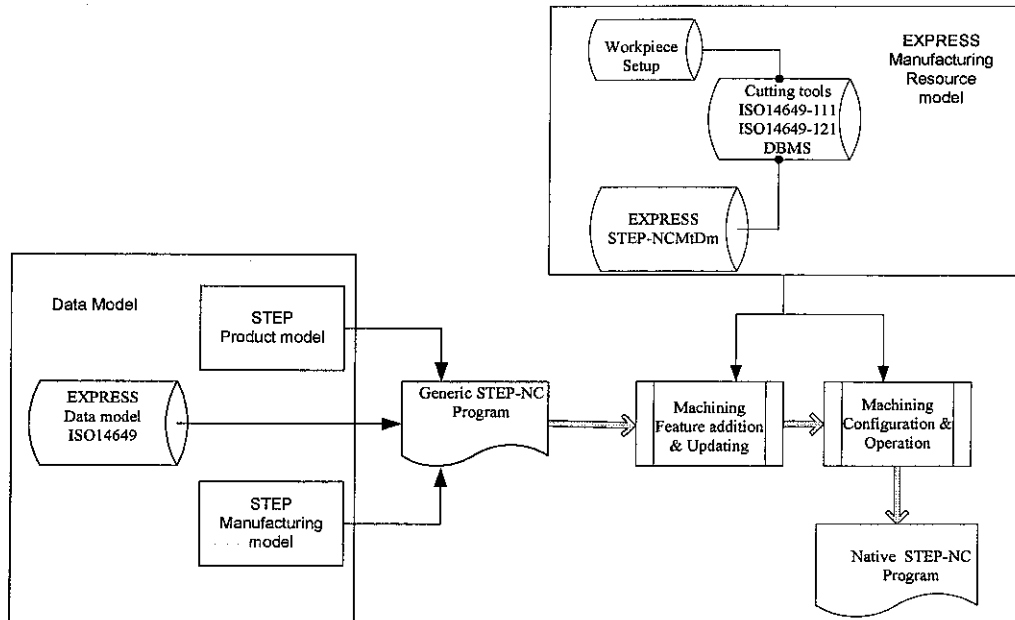 Workpiece
Setup
EXPRESS
Manufacturing
Resource
model
Cutting tools
ISO14649-111
ISO14649-121
DBMS
EXPRESS
STEP-NCMtDm
Data Model
STEP
Product model
EXPRESS
Data model
ISO14649
STEP
Manufacturing
model
Generic STEP-NC
Program
Machining
Feature addition
& Updating
Machining
Configuration &
Operation
Native STEP-NC
Program